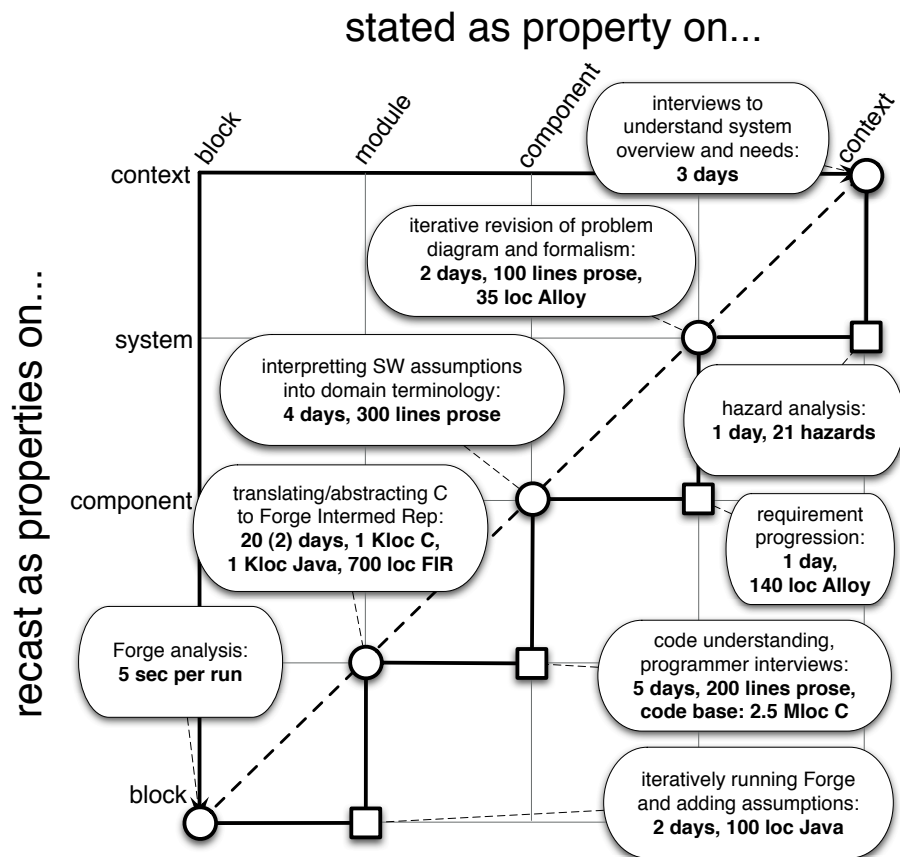 stated as property on...
block
module
component
context
recast as properties on...
context
system
component
block
interviews to
understand system
overview and needs:
3 days
iterative revision of problem
diagram and formalism:
2 days, 100 lines prose,
35 loc Alloy
interpretting SW assumptions
into domain terminology:
4 days, 300 lines prose
hazard analysis:
1 day, 21 hazards
translating/abstracting C
to Forge Intermed Rep:
20 (2) days, 1 Kloc C,
1 Kloc Java, 700 loc FIR
requirement
progression:
1 day,
140 loc Alloy
Forge analysis:
5 sec per run
code understanding,
programmer interviews:
5 days, 200 lines prose,
code base: 2.5 Mloc C
iteratively running Forge
and adding assumptions:
2 days, 100 loc Java